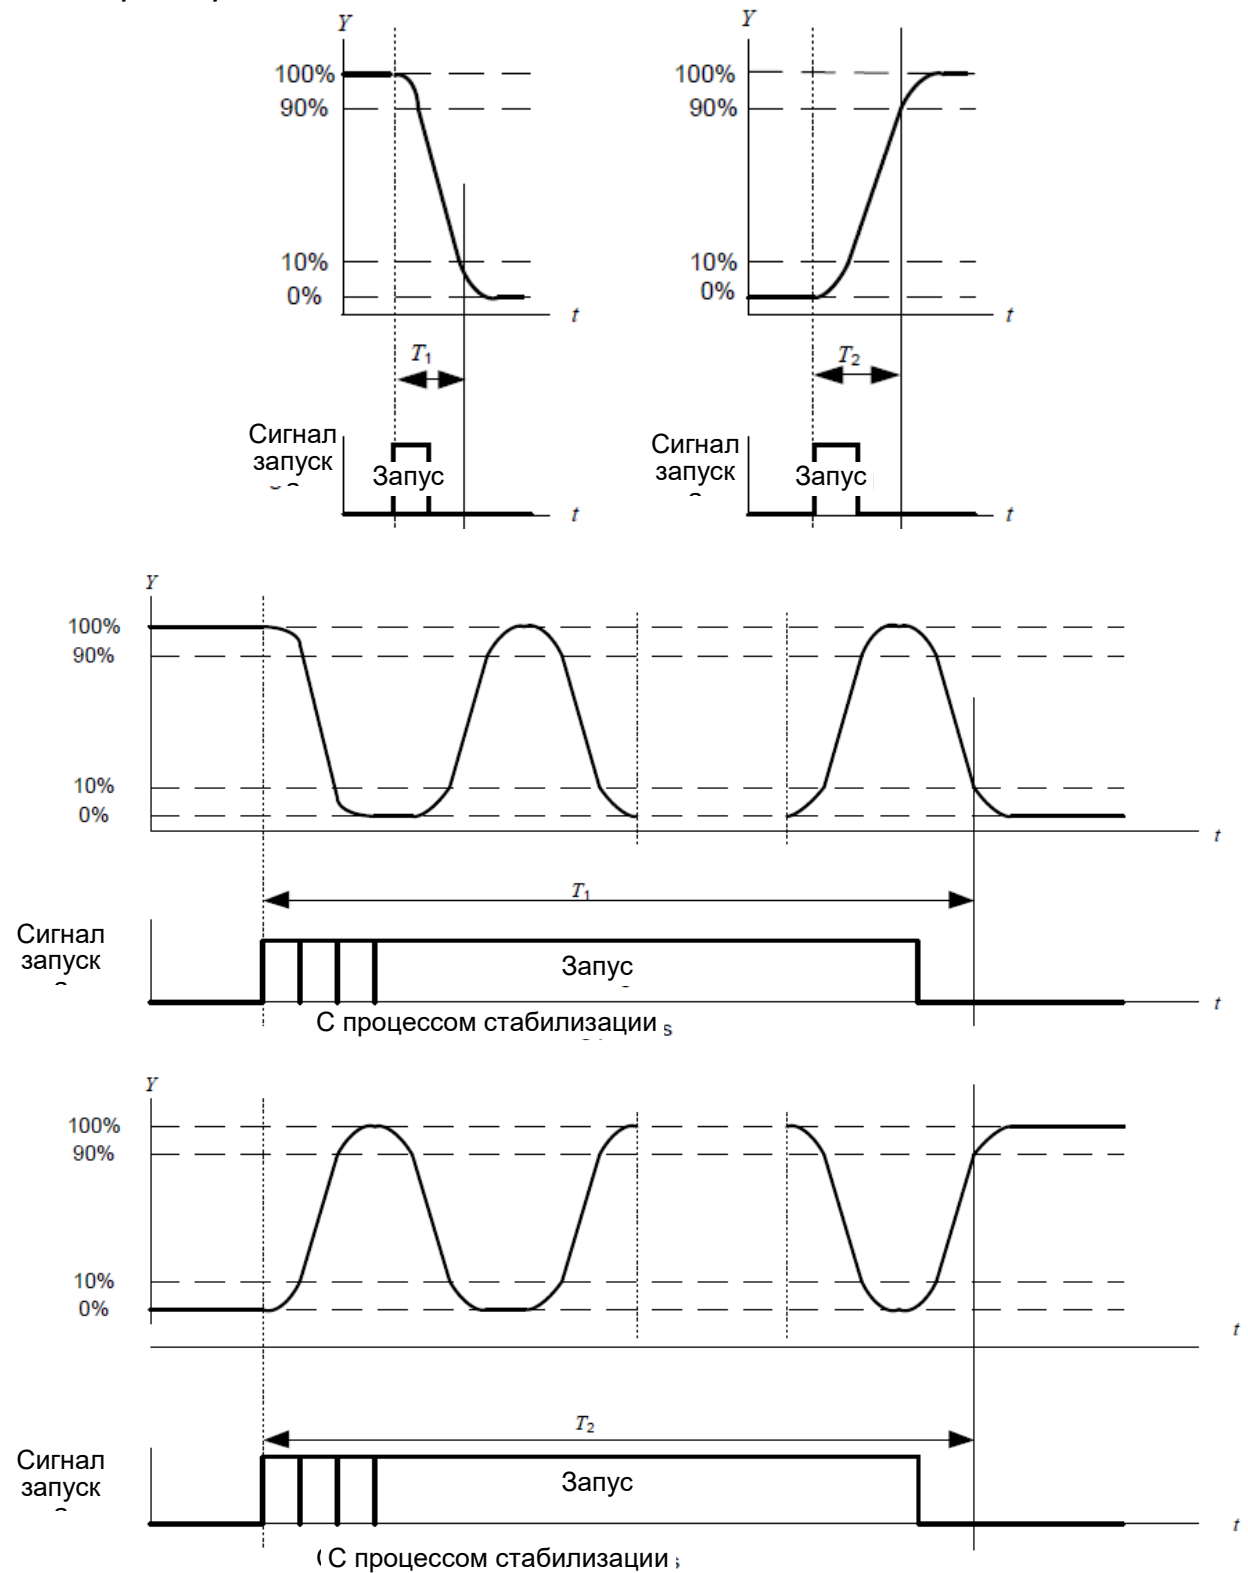 Y
100%
90%
10%
0%
t
T1
Сигнал
запуск
Запус
t
Y
100%
90%
10%
0%
t
T2
Сигнал
запуск
Запус
t
Y
100%
90%
10%
0%
t
T1
Сигнал
запуск
Запус
t
С процессом стабилизации s
Y
100%
90%
10%
0%
t
T2
Сигнал
запуск
Запус
t
С процессом стабилизации